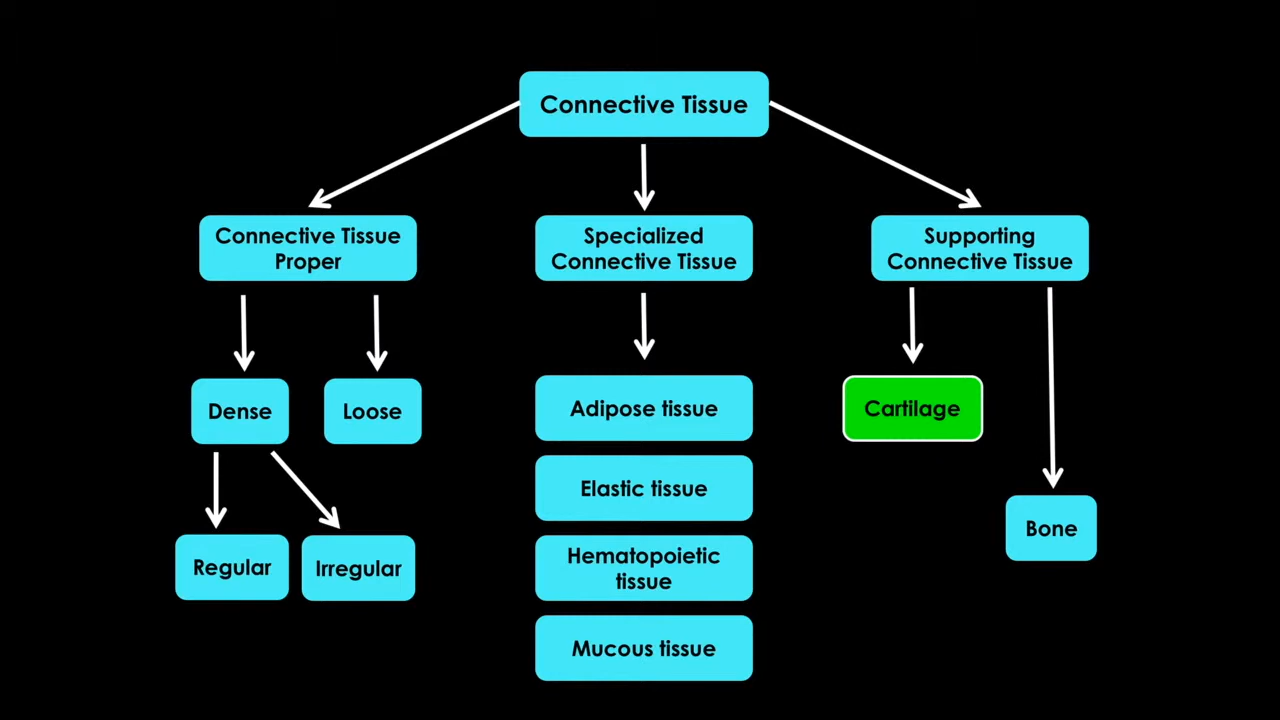 Connective Tissue
Connective Tissue
Proper
Specialized
Connective Tissue
Supporting
Connective Tissue
Dense
Loose
Adipose tissue
Cartilage
Elastic tissue
Bone
Regular
Irregular
Hematopoietic
tissue
Mucous tissue